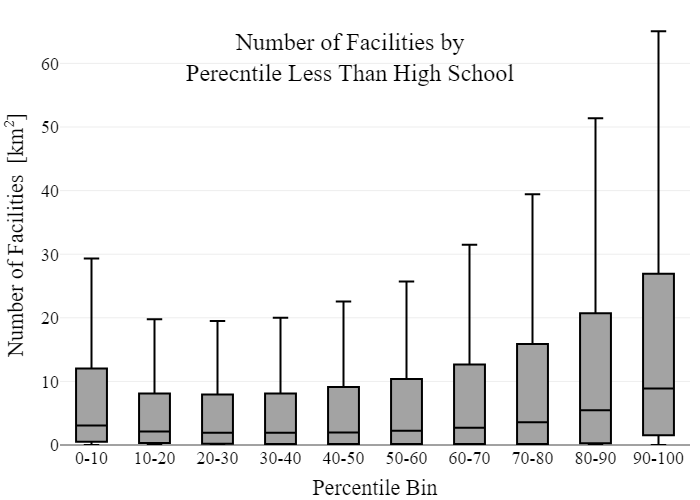 Number of Facilities by
Perecntile Less Than High School
Number of Facilities [km²]
60
50
40
30
20
10
0
0-10 10-20 20-30 30-40 40-50 50-60 60-70 70-80 80-90 90-100
Percentile Bin